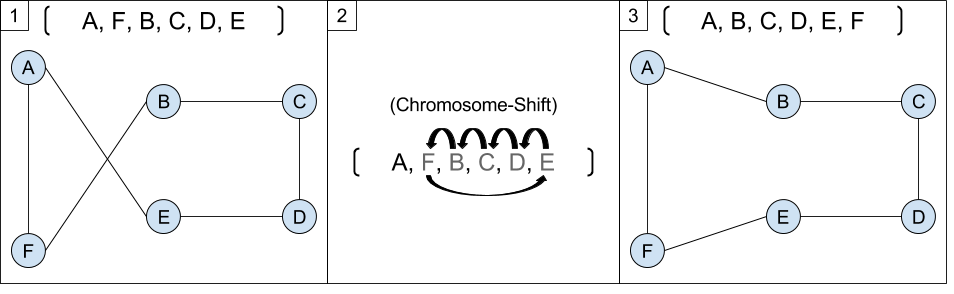 1
[ A, F, B, C, D, E ]
A
B
C
F
E
D
2
(Chromosome-Shift)
[ A, F, B, C, D, E ]
3
[ A, B, C, D, E, F ]
A
B
C
F
E
D